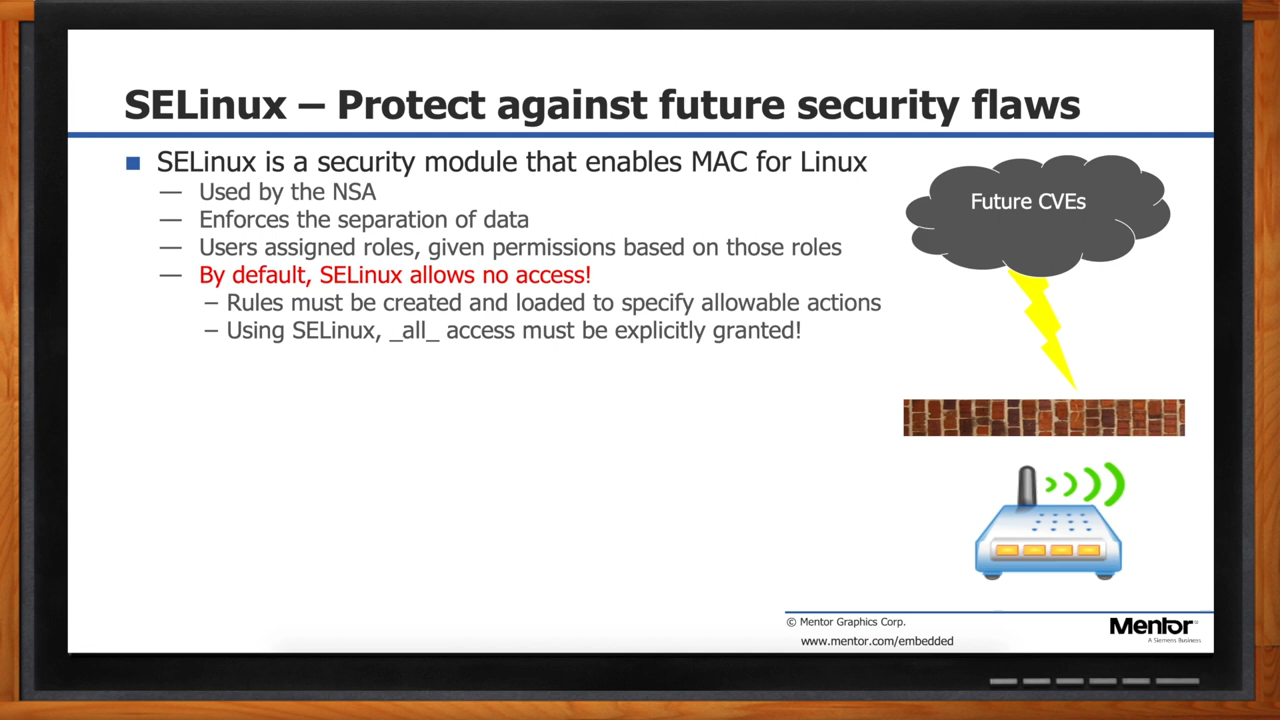 SELinux – Protect against future security flaws
SELinux is a security module that enables MAC for Linux
— Used by the NSA
— Enforces the separation of data
— Users assigned roles, given permissions based on those roles
— By default, SELinux allows no access!
– Rules must be created and loaded to specify allowable actions
– Using SELinux, _all_ access must be explicitly granted!
Future CVEs
© Mentor Graphics Corp.
www.mentor.com/embedded
Mentor®
A Siemens Business